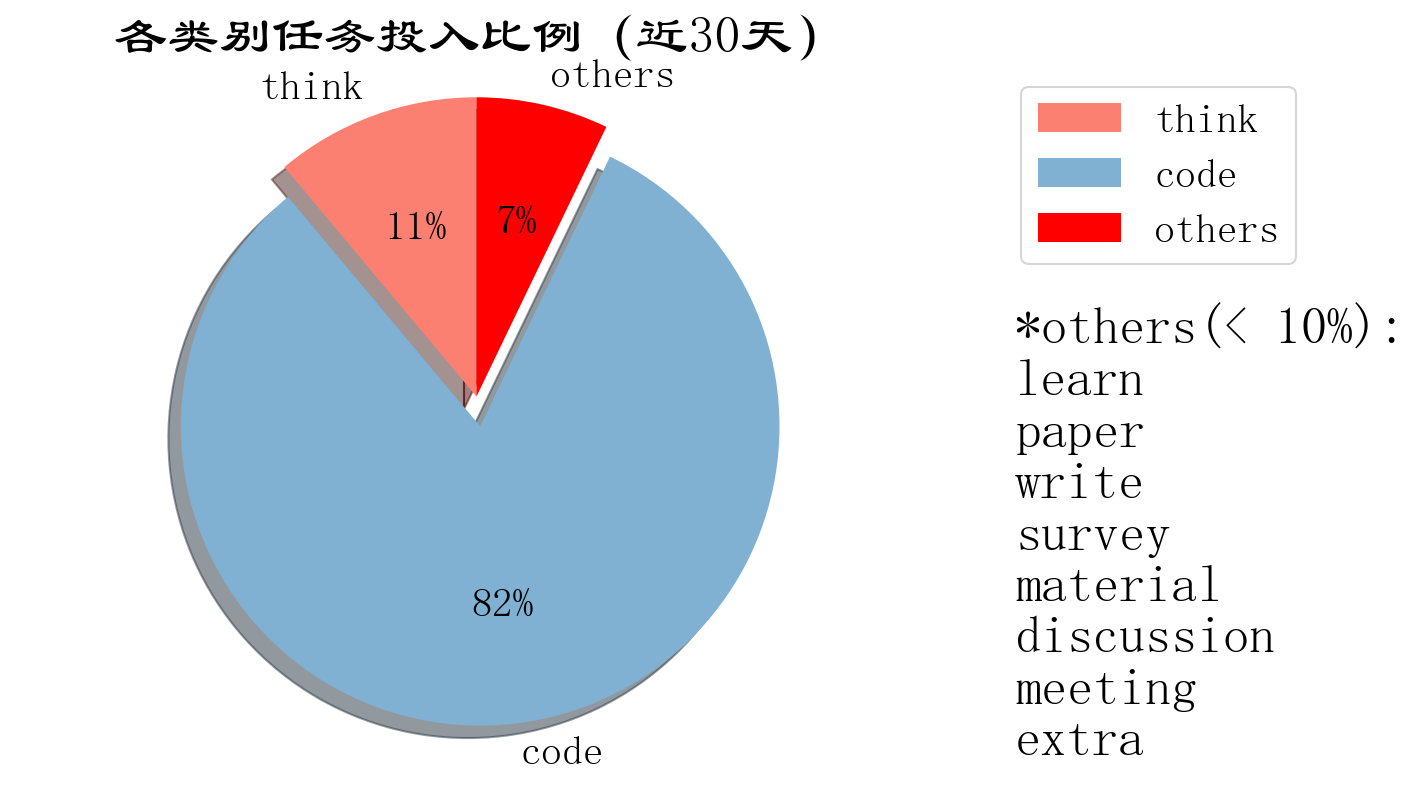 各类别任务投入比例 (近30天)
think
others
11%
7%
82%
code
think
code
others
*others(< 10%):
learn
paper
write
survey
material
discussion
meeting
extra